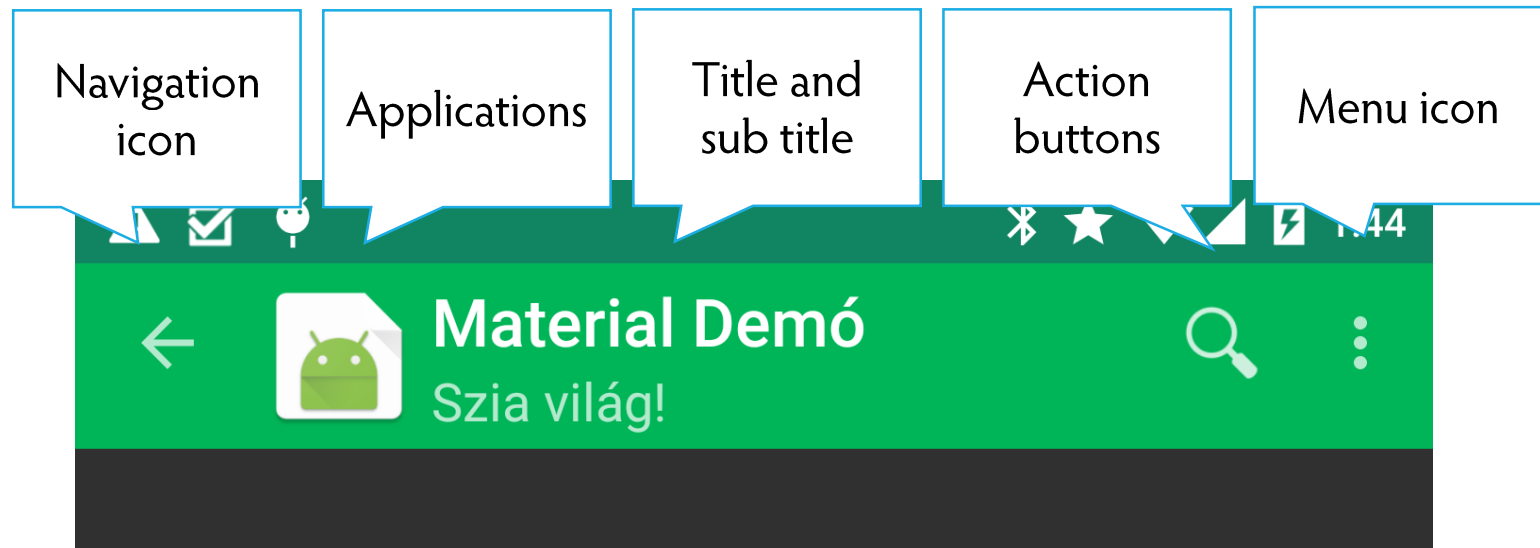 Navigation
icon
Applications
Title and
sub title
Action
buttons
Menu icon
Material Demó
Szia világ!